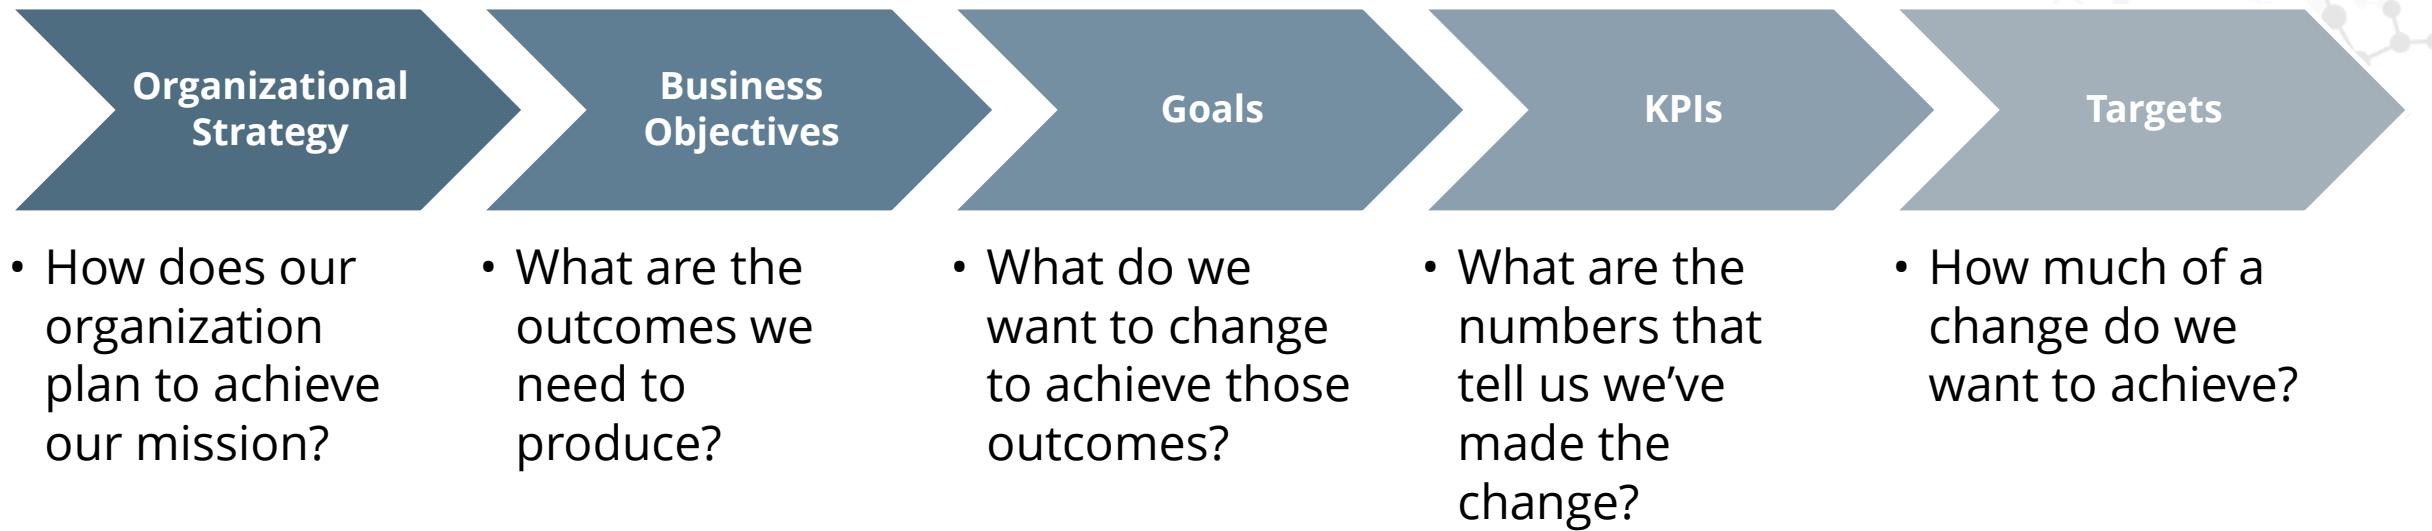 Organizational
Strategy
Business
Objectives
Goals
KPIs
Targets
• How does our
organization
plan to achieve
our mission?
• What are the
outcomes we
need to
produce?
• What do we
want to change
to achieve those
outcomes?
• What are the
numbers that
tell us we’ve
made the
change?
• How much of a
change do we
want to achieve?